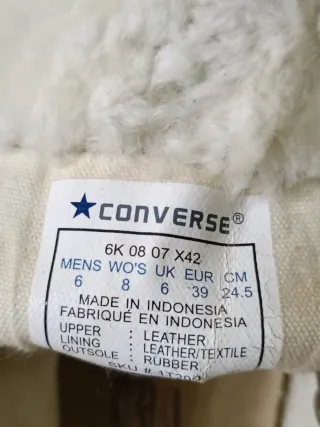 ★CONVERSE®
6K 08 07 X42
MENS WO'S UK EUR CM
6 8 6 39 24.5
MADE IN INDONESIA
FABRIQUÉ EN INDONESIA
UPPER : LEATHER
LINING : LEATHER/TEXTILE
OUTSOLE : RUBBER
SKU #